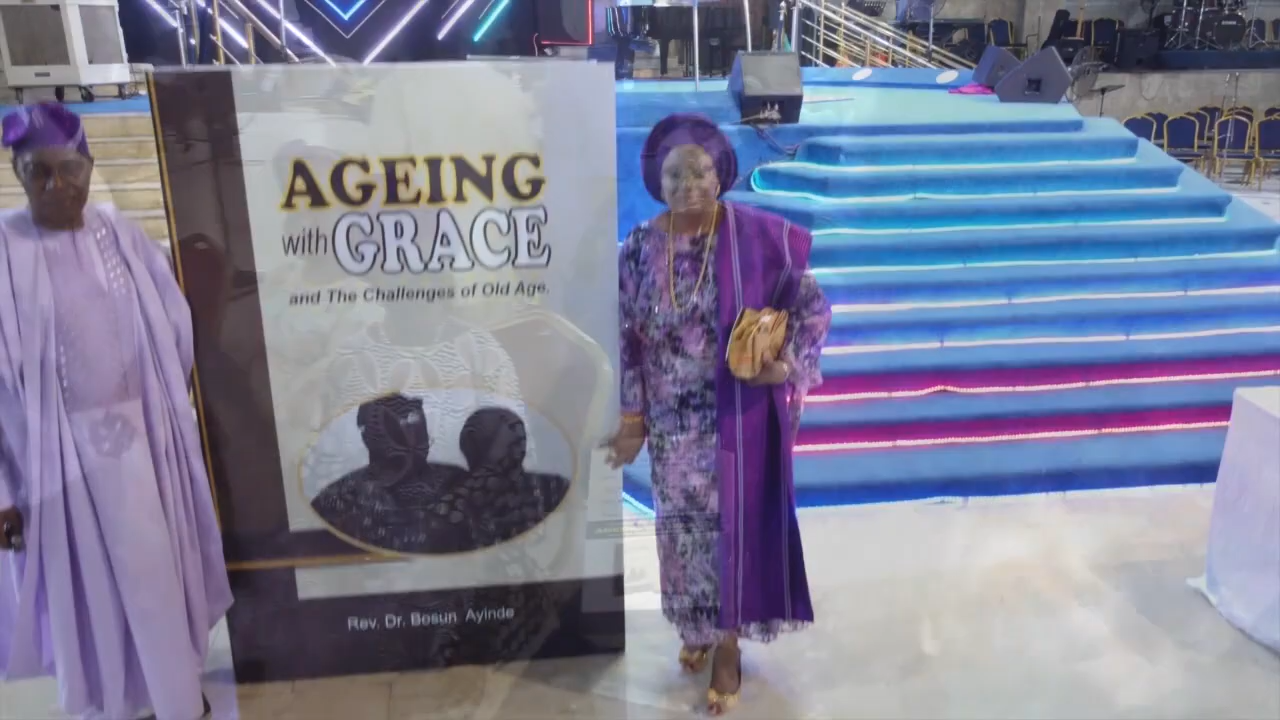 AGEING
with GRACE
and The Challenges of Old Age.
Rev. Dr. Bosun Ayinde